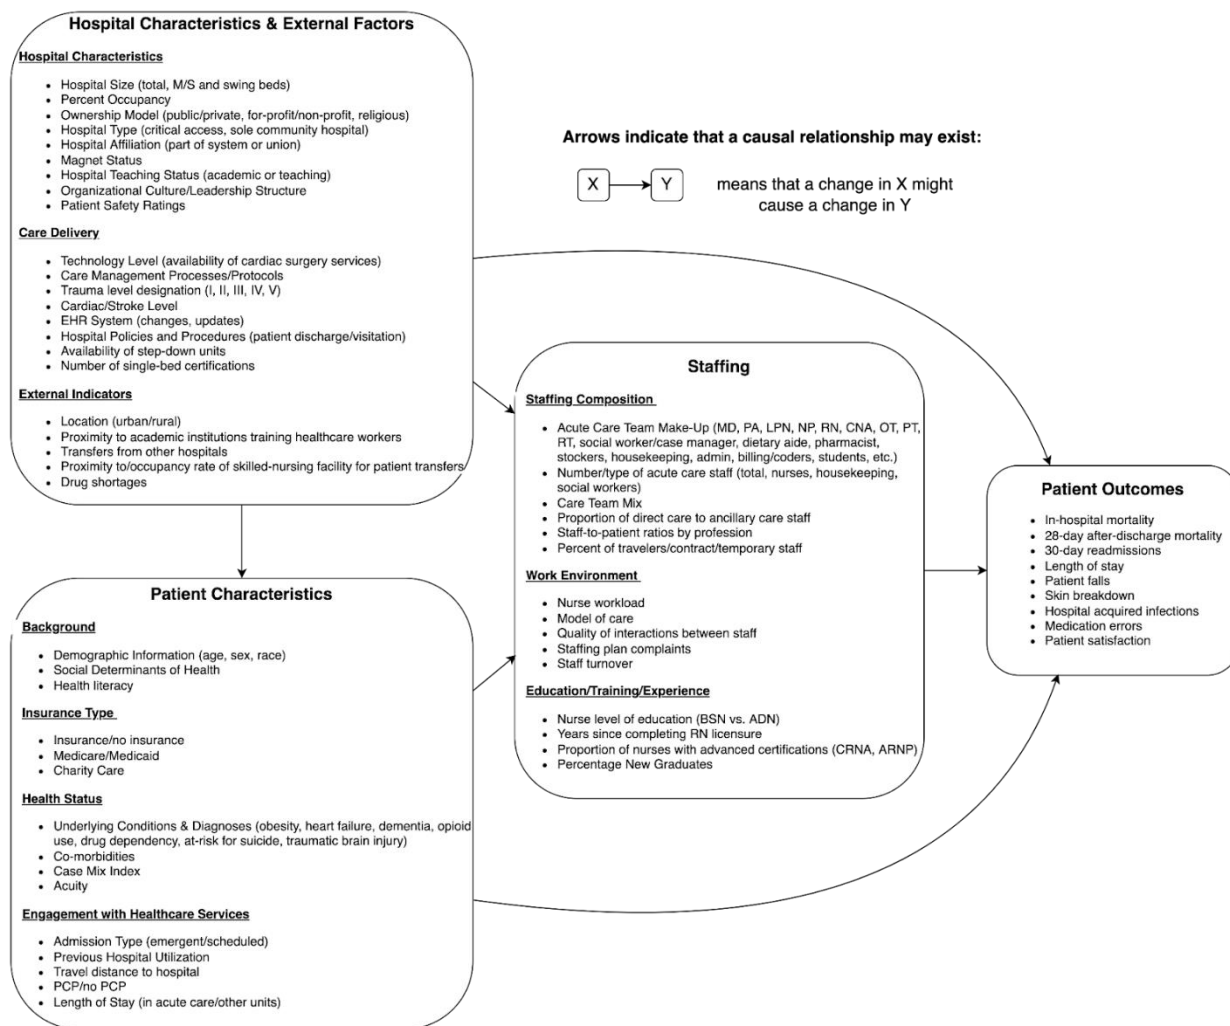 Hospital Characteristics & External Factors
Hospital Characteristics
• Hospital Size (total, M/S and swing beds)
• Percent Occupancy
• Ownership Model (public/private, for-profit/non-profit, religious)
• Hospital Type (critical access, sole community hospital)
• Hospital Affiliation (part of system or union)
• Magnet Status
• Hospital Teaching Status (academic or teaching)
• Organizational Culture/Leadership Structure
• Patient Safety Ratings
Care Delivery
• Technology Level (availability of cardiac surgery services)
• Care Management Processes/Protocols
• Trauma level designation (I, II, III, IV, V)
• Cardiac/Stroke Level
• EHR System (changes, updates)
• Hospital Policies and Procedures (patient discharge/visitation)
• Availability of step-down units
• Number of single-bed certifications
External Indicators
• Location (urban/rural)
• Proximity to academic institutions training healthcare workers
• Transfers from other hospitals
• Proximity to/occupancy rate of skilled-nursing facility for patient transfers
• Drug shortages
Arrows indicate that a causal relationship may exist:
X Y means that a change in X might
cause a change in Y
Patient Characteristics
Background
• Demographic Information (age, sex, race)
• Social Determinants of Health
• Health literacy
Insurance Type
• Insurance/no insurance
• Medicare/Medicaid
• Charity Care
Health Status
• Underlying Conditions & Diagnoses (obesity, heart failure, dementia, opioid
use, drug dependency, at-risk for suicide, traumatic brain injury)
• Co-morbidities
• Case Mix Index
• Acuity
Engagement with Healthcare Services
• Admission Type (emergent/scheduled)
• Previous Hospital Utilization
• Travel distance to hospital
• PCP/no PCP
• Length of Stay (in acute care/other units)
Staffing
Staffing Composition
• Acute Care Team Make-Up (MD, PA, LPN, NP, RN, CNA, OT, PT,
RT, social worker/case manager, dietary aide, pharmacist,
stockers, housekeeping, admin, billing/coders, students, etc.)
• Number/type of acute care staff (total, nurses, housekeeping,
social workers)
• Care Team Mix
• Proportion of direct care to ancillary care staff
• Staff-to-patient ratios by profession
• Percent of travelers/contract/temporary staff
Work Environment
• Nurse workload
• Model of care
• Quality of interactions between staff
• Staffing plan complaints
• Staff turnover
Education/Training/Experience
• Nurse level of education (BSN vs. ADN)
• Years since completing RN licensure
• Proportion of nurses with advanced certifications (CRNA, ARNP)
• Percentage New Graduates
Patient Outcomes
• In-hospital mortality
• 28-day after-discharge mortality
• 30-day readmissions
• Length of stay
• Patient falls
• Skin breakdown
• Hospital acquired infections
• Medication errors
• Patient satisfaction